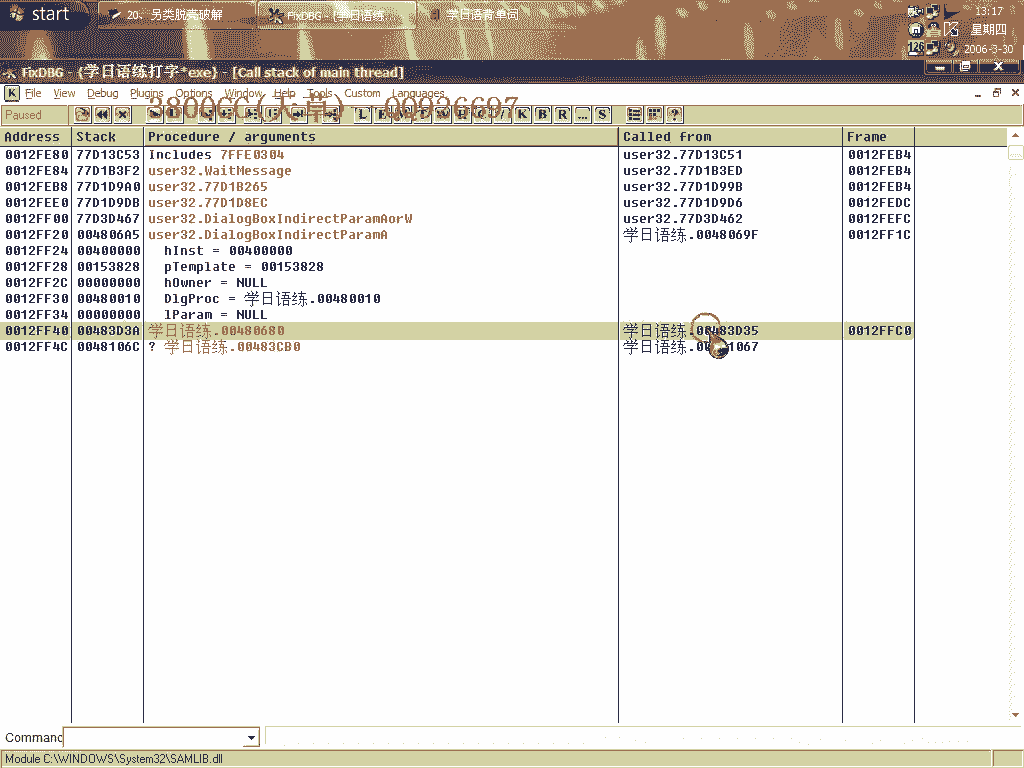 start
20、另类脱壳破解
FixDBG - {学日语练...
学日语背单词
13:17
星期四
126
2006-3-30
FixDBG - {学日语练打字*exe} - [Call stack of main thread]
K File View Debug Plugins Options Window Help Tools Custom Languages
3800CC(天草) QQ936697
Paused
L E K B R ... S ?
Address Stack Procedure / arguments Called from Frame
0012FE80 77D13C53 Includes 7FFE0304 user32.77D13C51 0012FEB4
0012FE84 77D1B3F2 user32.WaitMessage user32.77D1B3ED 0012FEB4
0012FEB8 77D1D9A0 user32.77D1B265 user32.77D1D99B 0012FEB4
0012FEE0 77D1D9DB user32.77D1D8EC user32.77D1D9D6 0012FEDC
0012FF00 77D3D467 user32.DialogBoxIndirectParamAorW user32.77D3D462 0012FEFC
0012FF20 004806A5 user32.DialogBoxIndirectParamA 学日语练.0048069F 0012FF1C
0012FF24 00400000 hInst = 00400000
0012FF28 00153828 pTemplate = 00153828
0012FF2C 00000000 hOwner = NULL
0012FF30 00480010 DlgProc = 学日语练.00480010
0012FF34 00000000 lParam = NULL
0012FF40 00483D3A 学日语练.00480680 学日语练.00483D35 0012FFC0
0012FF4C 0048106C ? 学日语练.00483CB0 学日语练.00481067
Command
Module C:\WINDOWS\System32\SAMLIB.dll